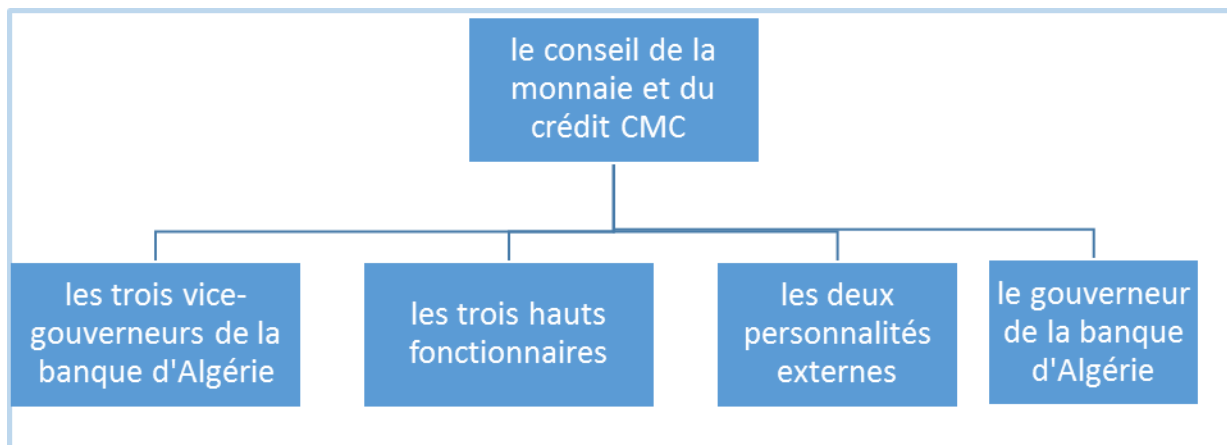 le conseil de la
monnaie et du
crédit CMC
les trois vice-
gouverneurs de la
banque d'Algérie
les trois hauts
fonctionnaires
les deux
personnalités
externes
le gouverneur
de la banque
d'Algérie